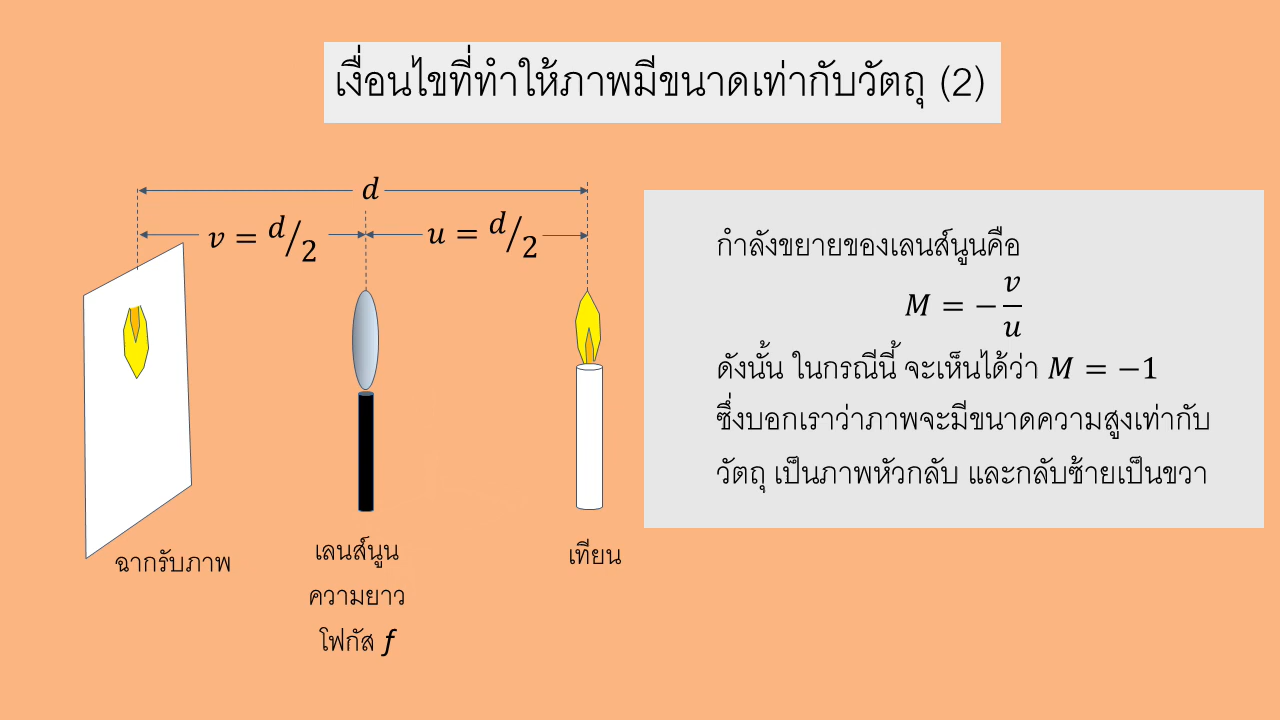 เงื่อนไขที่ทำให้ภาพมีขนาดเท่ากับวัตถุ (2)
d
v = d/2
u = d/2
ฉากรับภาพ
เลนส์นูน
ความยาว
โฟกัส f
เทียน
กำลังขยายของเลนส์นูนคือ
M = −v/u
ดังนั้น ในกรณีนี้ จะเห็นได้ว่า M = −1
ซึ่งบอกเราว่าภาพจะมีขนาดความสูงเท่ากับ
วัตถุ เป็นภาพหัวกลับ และกลับซ้ายเป็นขวา